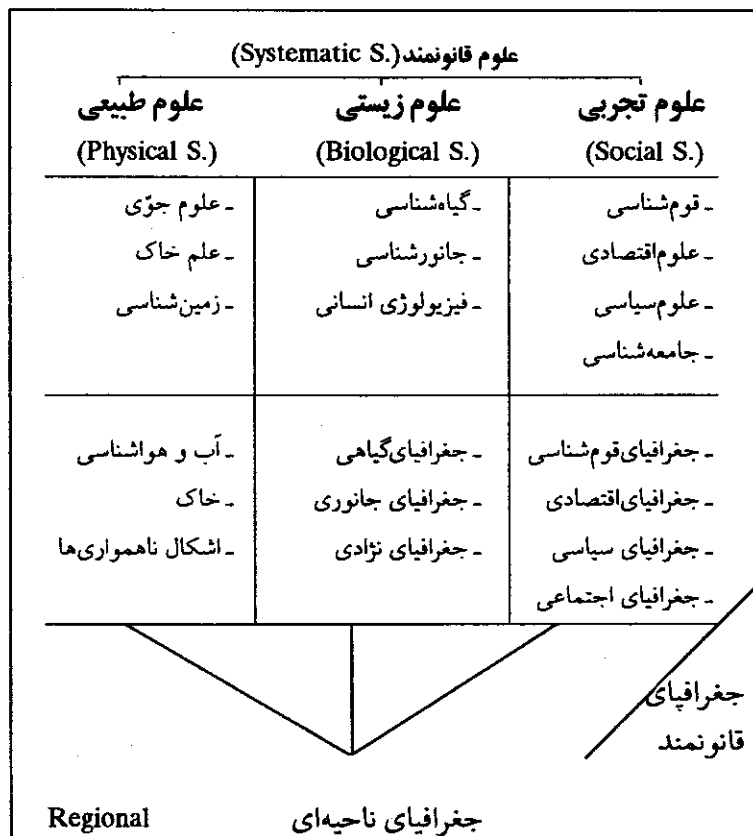 علوم قانونمند (Systematic S.)
علوم تجربی علوم زیستی علوم طبیعی
(Social S.) (Biological S.) (Physical S.)
ـ قوم‌شناسی ـ گیاه‌شناسی ـ علوم جوّی
ـ علوم‌اقتصادی ـ جانورشناسی ـ علم خاک
ـ علوم‌سیاسی ـ فیزیولوژی انسانی ـ زمین‌شناسی
ـ جامعه‌شناسی
ـ جغرافیای‌قوم‌شناسی ـ جغرافیای‌گیاهی ـ آب و هواشناسی
ـ جغرافیای‌اقتصادی ـ جغرافیای جانوری ـ خاک
ـ جغرافیای سیاسی ـ جغرافیای نژادی ـ اشکال ناهمواری‌ها
ـ جغرافیای اجتماعی
جغرافیای
قانونمند
جغرافیای ناحیه‌ای Regional